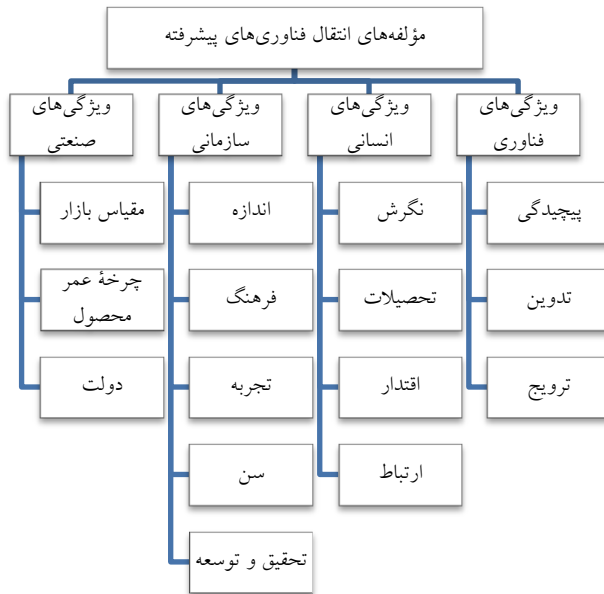 مؤلفه‌های انتقال فناوری‌های پیشرفته
ویژگی‌های
فناوری
پیچیدگی
تدوین
ترویج
ویژگی‌های
انسانی
نگرش
تحصیلات
اقتدار
ارتباط
ویژگی‌های
سازمانی
اندازه
فرهنگ
تجربه
سن
تحقیق و توسعه
ویژگی‌های
صنعتی
مقیاس بازار
چرخۀ عمر
محصول
دولت